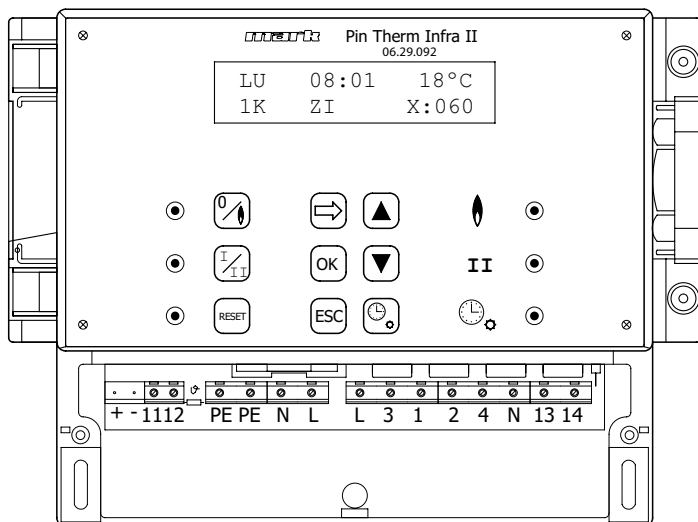 mark Pin Therm Infra II
06.29.092
LU 08:01 18°C
1K ZI X:060
0
I/II OK II
RESET ESC
+ - 11 12 PE PE N L L 3 1 2 4 N 13 14